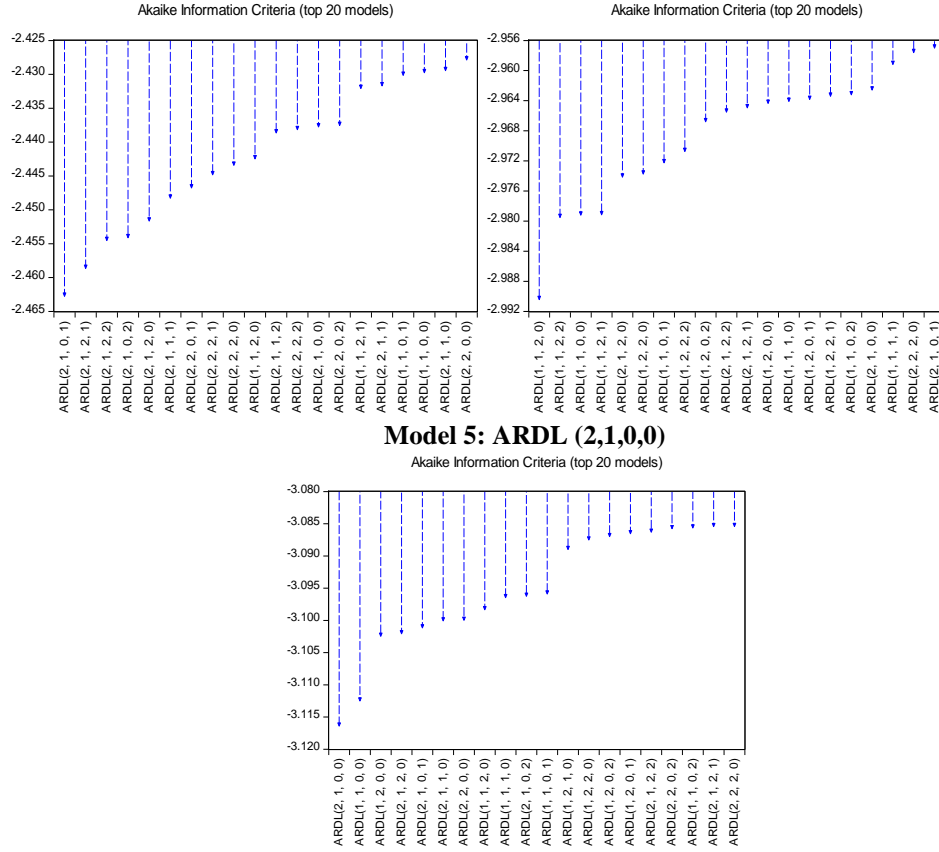 Akaike Information Criteria (top 20 models)
-2.425
-2.430
-2.435
-2.440
-2.445
-2.450
-2.455
-2.460
-2.465
ARDL(2, 1, 0, 1)
ARDL(2, 1, 2, 1)
ARDL(2, 1, 2, 2)
ARDL(2, 1, 0, 2)
ARDL(2, 1, 2, 0)
ARDL(2, 1, 1, 1)
ARDL(2, 2, 0, 1)
ARDL(2, 2, 2, 1)
ARDL(2, 2, 2, 0)
ARDL(1, 1, 2, 0)
ARDL(2, 1, 1, 2)
ARDL(2, 2, 2, 2)
ARDL(2, 1, 0, 0)
ARDL(2, 2, 0, 2)
ARDL(1, 1, 2, 1)
ARDL(2, 2, 1, 1)
ARDL(1, 1, 0, 1)
ARDL(1, 1, 0, 0)
ARDL(1, 2, 2, 0)
ARDL(2, 2, 0, 0)
Akaike Information Criteria (top 20 models)
-2.956
-2.960
-2.964
-2.968
-2.972
-2.976
-2.980
-2.984
-2.988
-2.992
ARDL(1, 1, 2, 0)
ARDL(1, 1, 2, 2)
ARDL(1, 1, 0, 0)
ARDL(1, 1, 2, 1)
ARDL(2, 1, 2, 0)
ARDL(1, 2, 2, 0)
ARDL(1, 1, 0, 1)
ARDL(1, 2, 2, 2)
ARDL(1, 2, 0, 2)
ARDL(2, 1, 2, 2)
ARDL(1, 2, 2, 1)
ARDL(1, 2, 0, 0)
ARDL(1, 1, 1, 0)
ARDL(1, 2, 0, 1)
ARDL(2, 1, 2, 1)
ARDL(1, 1, 0, 2)
ARDL(2, 1, 0, 0)
ARDL(1, 1, 1, 1)
ARDL(2, 2, 2, 0)
ARDL(2, 1, 0, 1)
Model 5: ARDL (2,1,0,0)
Akaike Information Criteria (top 20 models)
-3.080
-3.085
-3.090
-3.095
-3.100
-3.105
-3.110
-3.115
-3.120
ARDL(2, 1, 0, 0)
ARDL(1, 1, 0, 0)
ARDL(1, 2, 0, 0)
ARDL(2, 1, 2, 0)
ARDL(2, 1, 0, 1)
ARDL(2, 1, 1, 0)
ARDL(2, 2, 0, 0)
ARDL(1, 1, 2, 0)
ARDL(1, 1, 1, 0)
ARDL(2, 1, 0, 2)
ARDL(1, 1, 0, 1)
ARDL(1, 2, 1, 0)
ARDL(1, 2, 2, 0)
ARDL(1, 2, 0, 2)
ARDL(1, 2, 0, 1)
ARDL(2, 1, 2, 2)
ARDL(2, 2, 0, 2)
ARDL(1, 1, 0, 2)
ARDL(2, 1, 2, 1)
ARDL(2, 2, 2, 0)